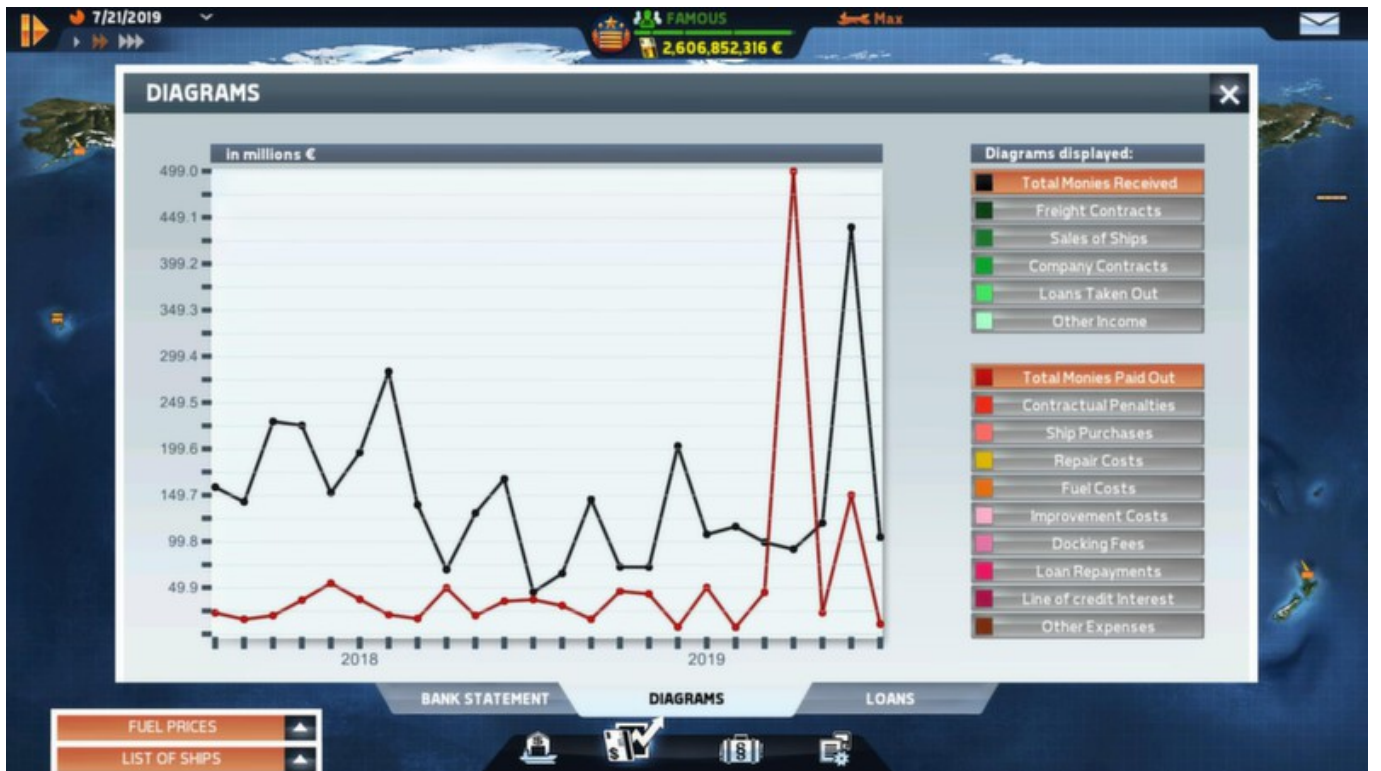 7/21/2019
FAMOUS
Max
2,606,852,316 €
DIAGRAMS
in millions €
499.0
449.1
399.2
349.3
299.4
249.5
199.6
149.7
99.8
49.9
2018
2019
Diagrams displayed:
Total Monies Received
Freight Contracts
Sales of Ships
Company Contracts
Loans Taken Out
Other Income
Total Monies Paid Out
Contractual Penalties
Ship Purchases
Repair Costs
Fuel Costs
Improvement Costs
Docking Fees
Loan Repayments
Line of credit Interest
Other Expenses
BANK STATEMENT
DIAGRAMS
LOANS
FUEL PRICES
LIST OF SHIPS